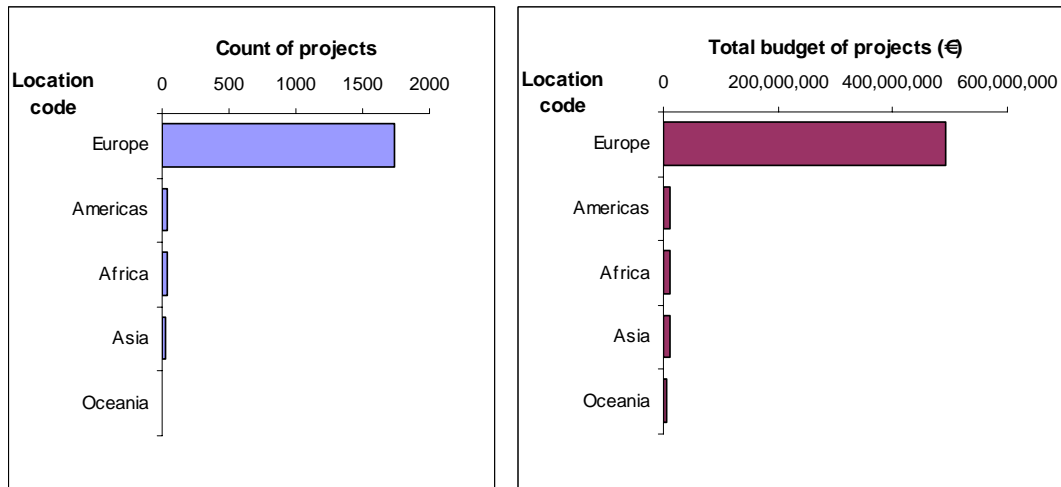 Count of projects
0 500 1000 1500 2000
Location
code
Europe
Americas
Africa
Asia
Oceania
Total budget of projects (€)
0 200,000,000 400,000,000 600,000,000
Location
code
Europe
Americas
Africa
Asia
Oceania